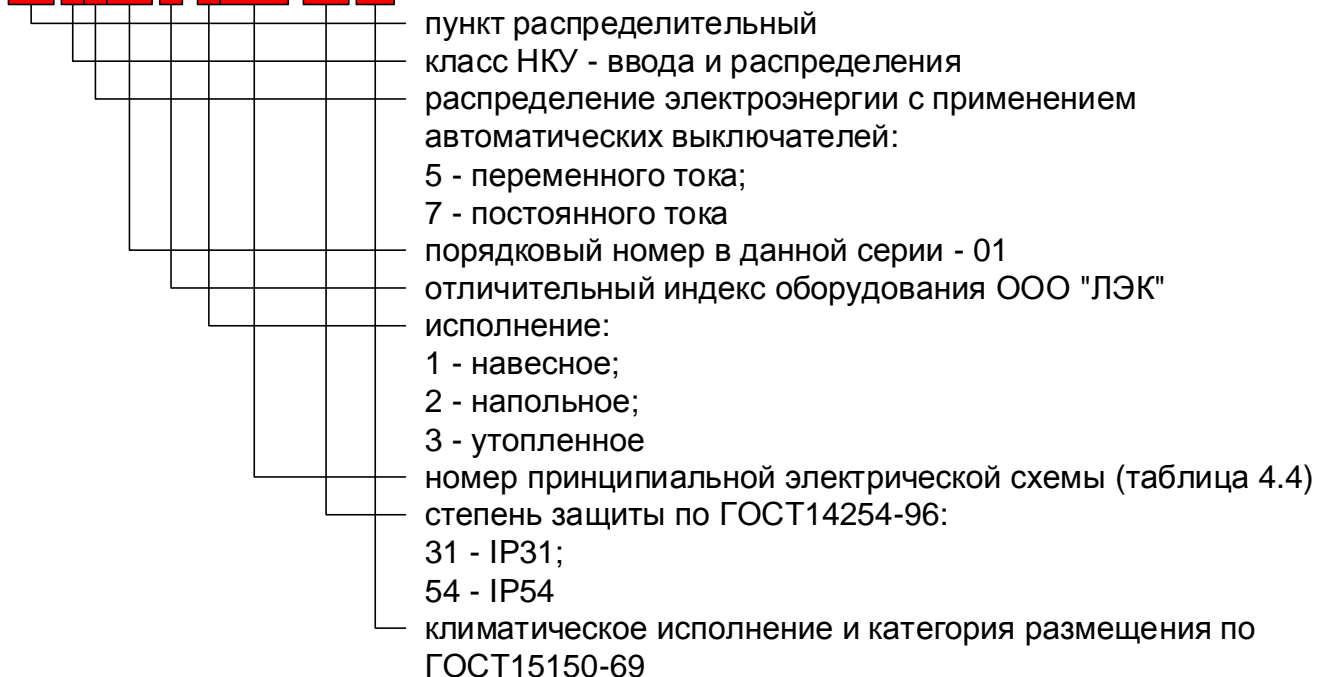 пункт распределительный
класс НКУ - ввода и распределения
распределение электроэнергии с применением
автоматических выключателей:
5 - переменного тока;
7 - постоянного тока
порядковый номер в данной серии - 01
отличительный индекс оборудования ООО "ЛЭК"
исполнение:
1 - навесное;
2 - напольное;
3 - утопленное
номер принципиальной электрической схемы (таблица 4.4)
степень защиты по ГОСТ14254-96:
31 - IP31;
54 - IP54
климатическое исполнение и категория размещения по
ГОСТ15150-69